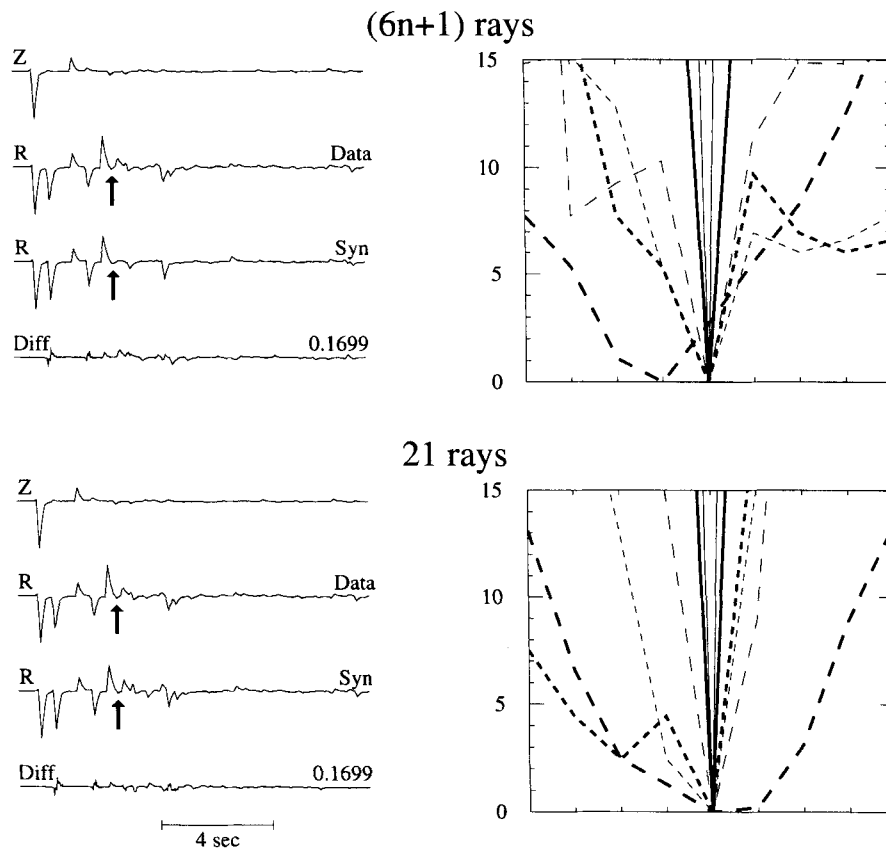 (6n+1) rays
Z
R Data
R Syn
Diff 0.1699
15
10
5
0
21 rays
Z
R Data
R Syn
Diff 0.1699
4 sec
15
10
5
0